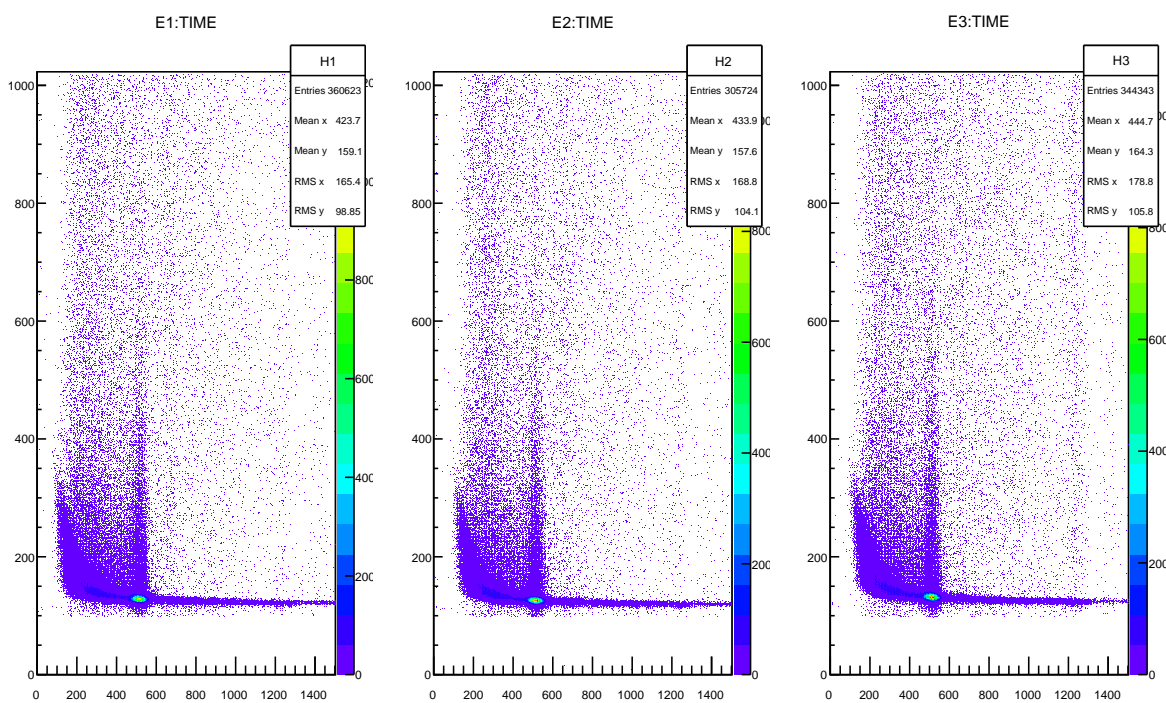 E1:TIME
H1
Entries 360623
Mean x 423.7
Mean y 159.1
RMS x 165.4
RMS y 98.85
1000
800
600
400
200
0
0 200 400 600 800 1000 1200 1400
800
600
400
200
0
E2:TIME
H2
Entries 305724
Mean x 433.9
Mean y 157.6
RMS x 168.8
RMS y 104.1
1000
800
600
400
200
0
0 200 400 600 800 1000 1200 1400
800
600
400
200
0
E3:TIME
H3
Entries 344343
Mean x 444.7
Mean y 164.3
RMS x 178.8
RMS y 105.8
1000
800
600
400
200
0
0 200 400 600 800 1000 1200 1400
800
600
400
200
0